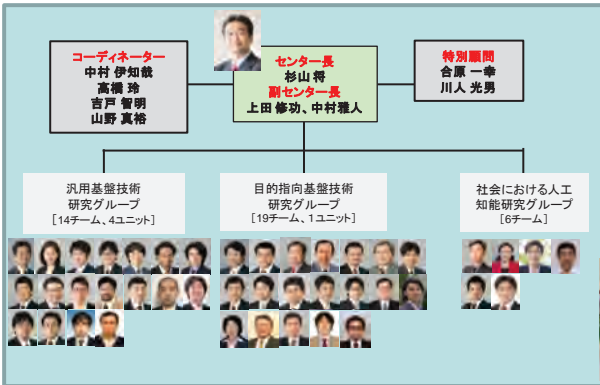 コーディネーター
中村 伊知哉
高橋 玲
吉戸 智明
山野 真裕
センター長
杉山 将
副センター長
上田 修功、中村雅人
特別顧問
合原 一幸
川人 光男
汎用基盤技術
研究グループ
[14チーム、4ユニット]
目的指向基盤技術
研究グループ
[19チーム、1ユニット]
社会における人工
知能研究グループ
[6チーム]